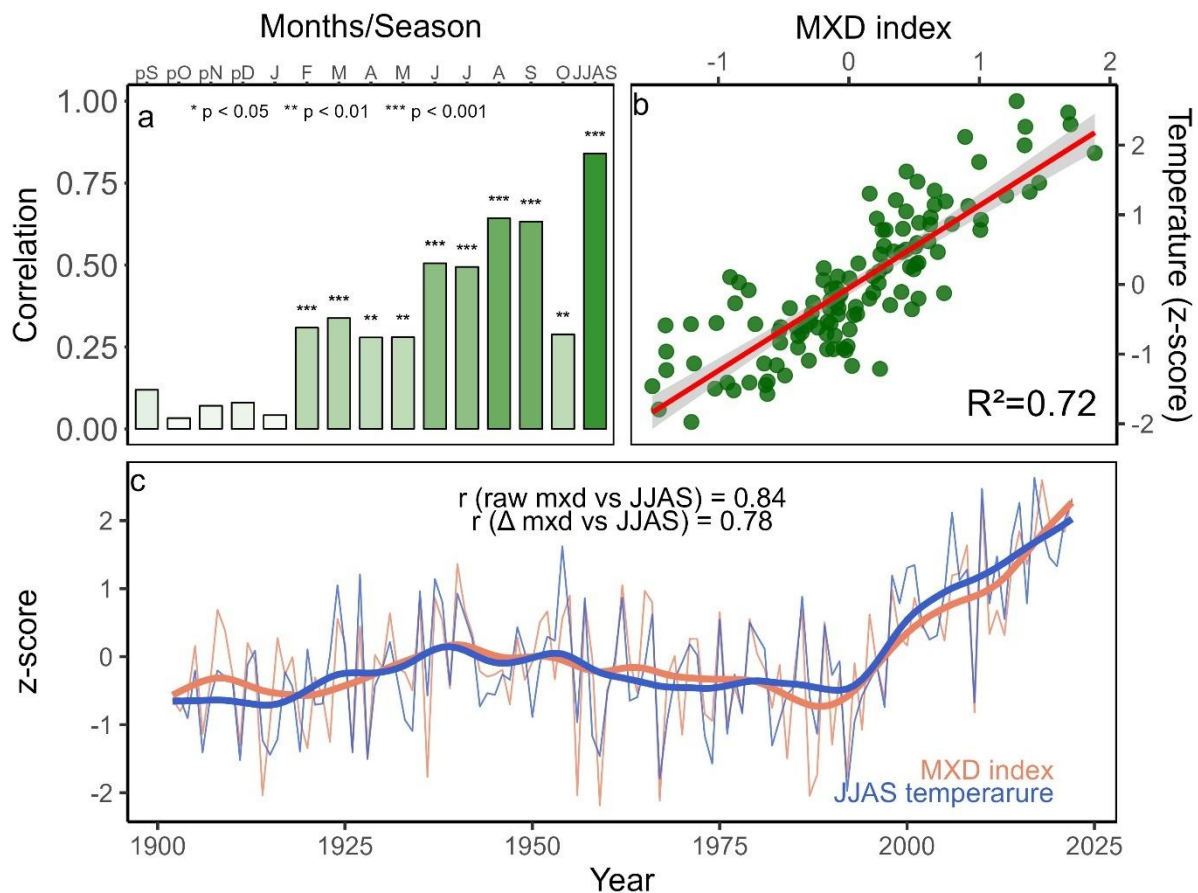 Months/Season
pS pO pN pD J F M A M J J A S O JJAS
a
* p < 0.05 ** p < 0.01 *** p < 0.001
1.00
0.75
0.50
0.25
0.00
Correlation
*** *** ** ** *** *** *** *** ** ***
MXD index
-1 0 1 2
b
Temperature (z-score)
2
1
0
-1
-2
R²=0.72
c
r (raw mxd vs JJAS) = 0.84
r (Δ mxd vs JJAS) = 0.78
z-score
2
1
0
-1
-2
MXD index
JJAS temperarure
1900 1925 1950 1975 2000 2025
Year